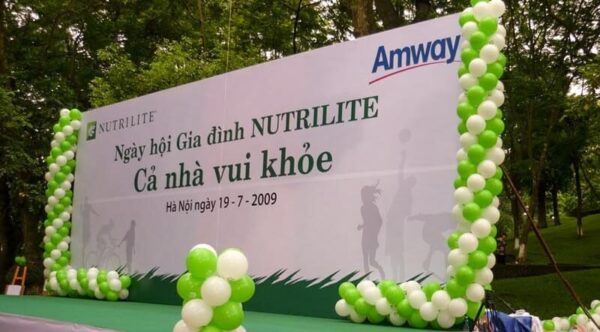 NUTRILITE
Amway
Ngày hội Gia đình NUTRILITE
Cả nhà vui khỏe
Hà Nội ngày 19 - 7 - 2009